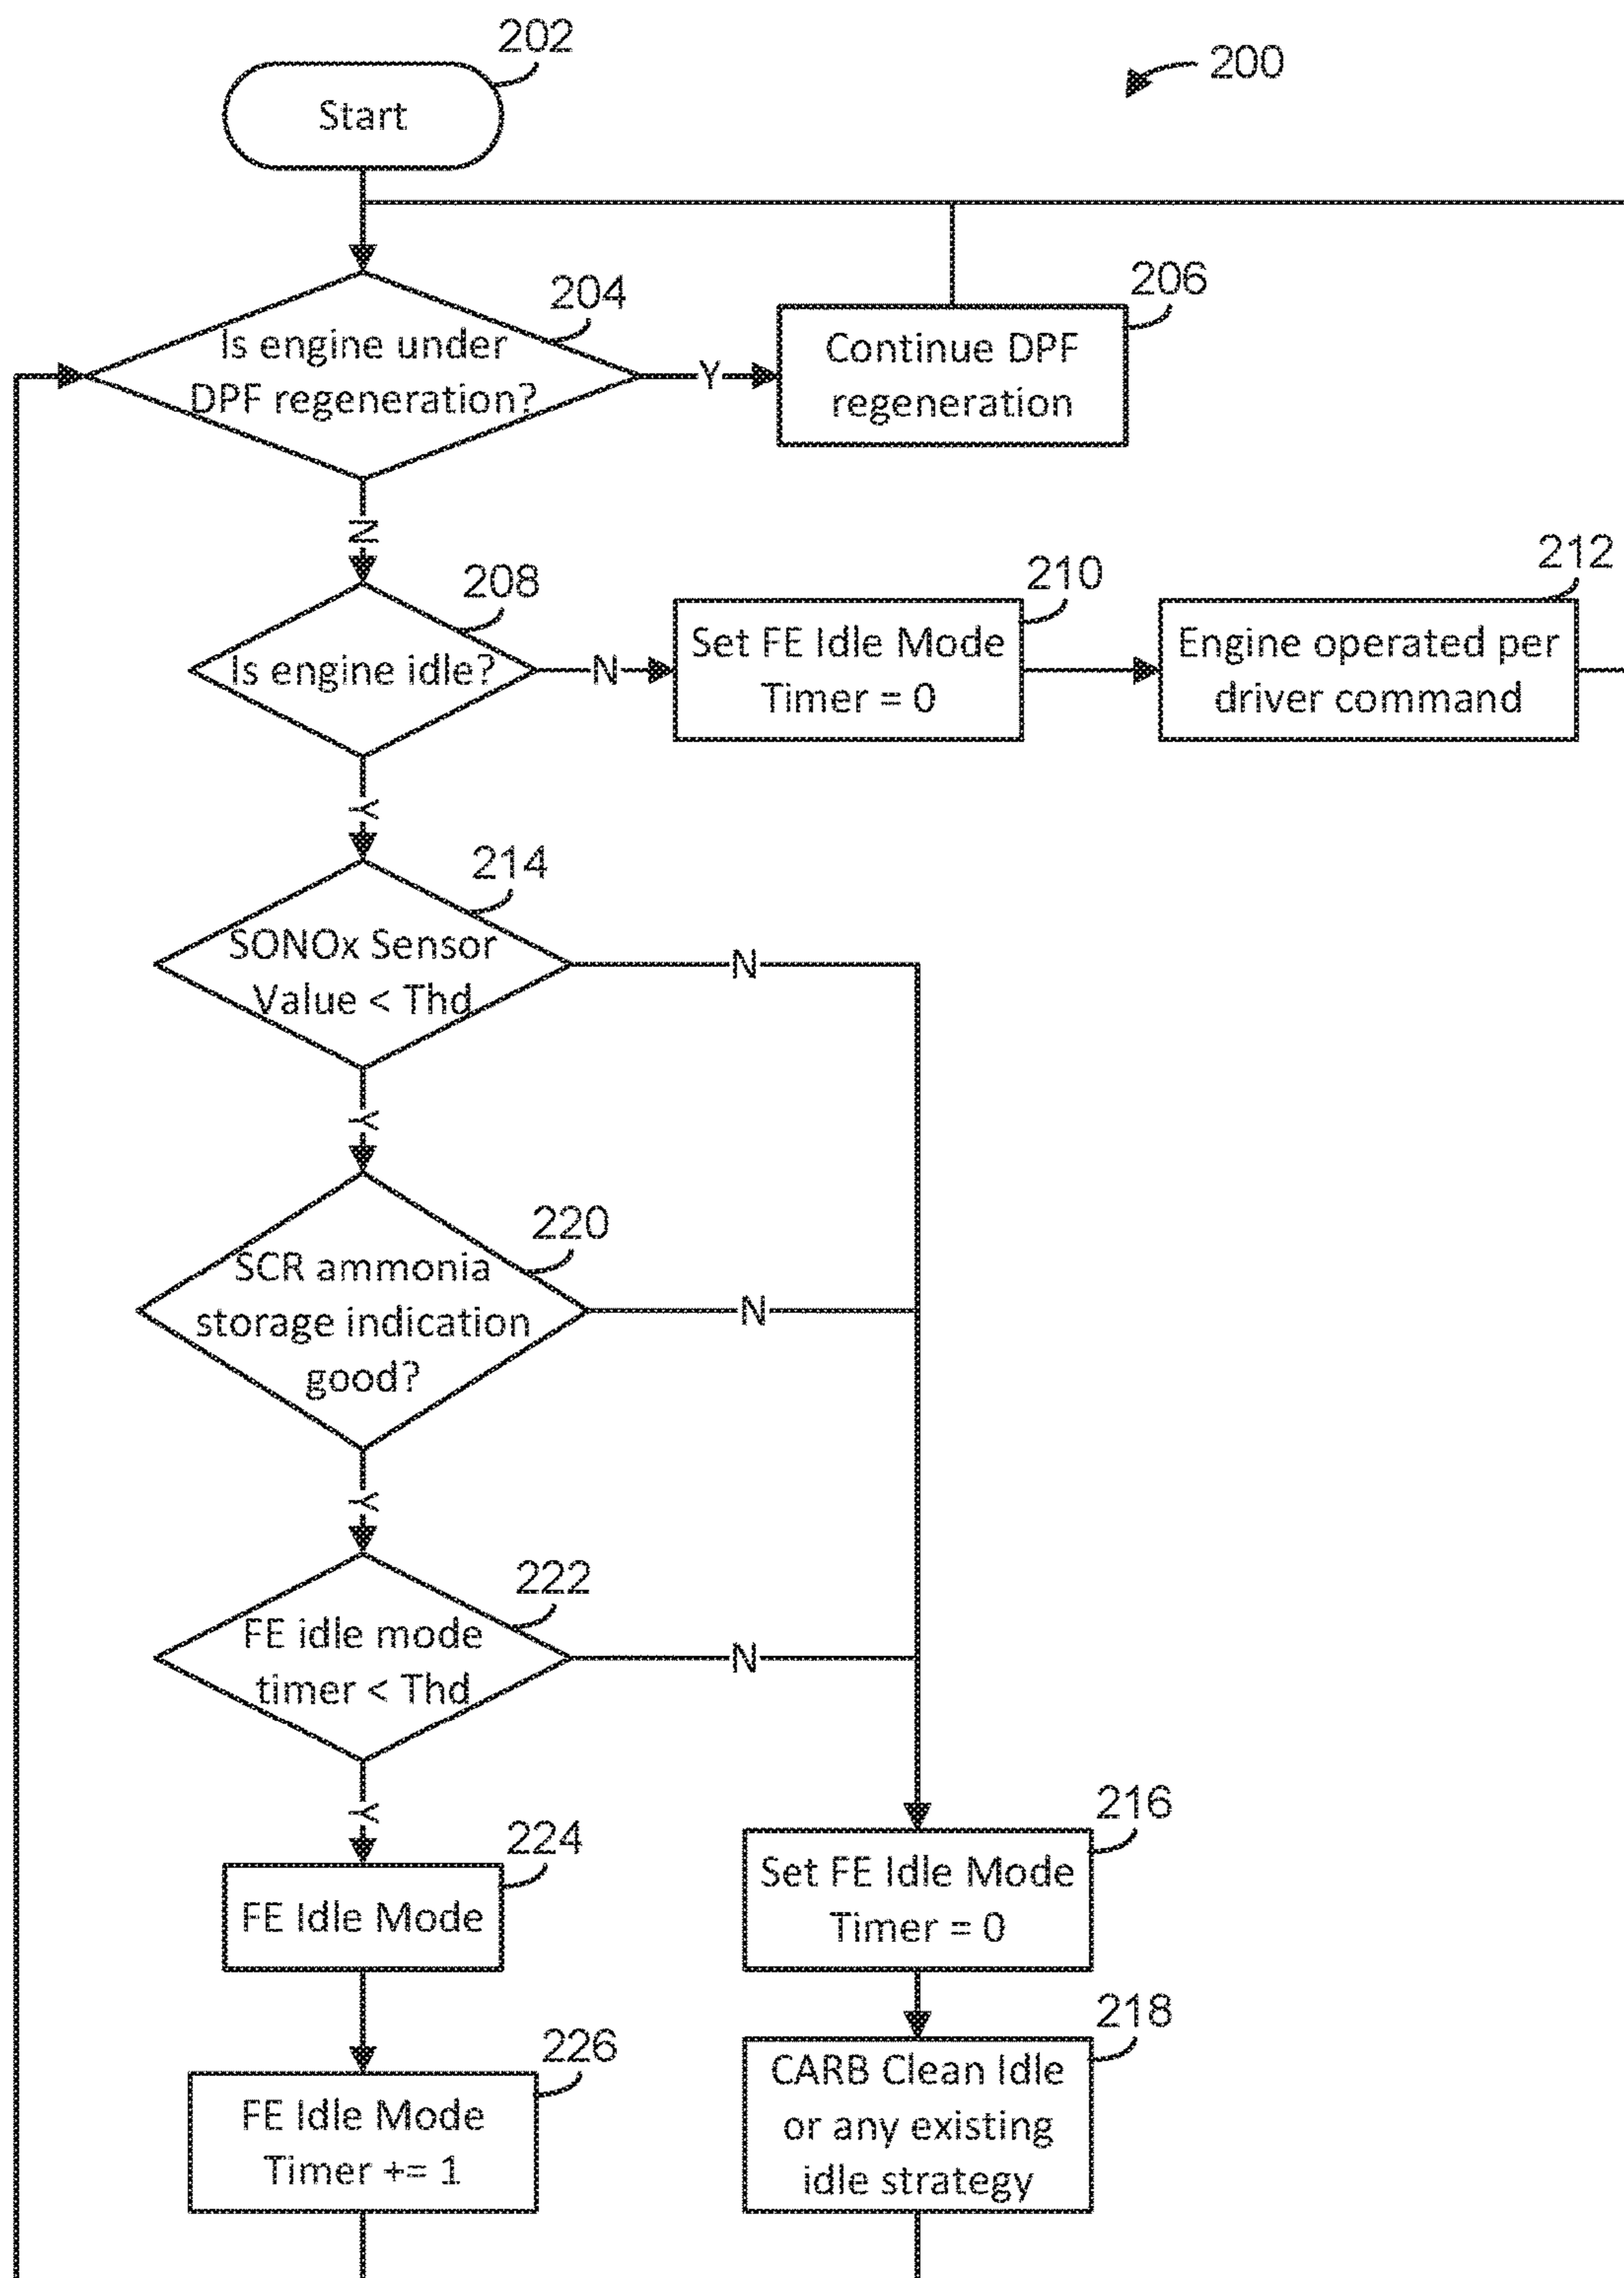 202
200
Start
204
206
Is engine under
DPF regeneration?
Y
Continue DPF
regeneration
N
208
210
212
Is engine idle?
N
Set FE Idle Mode
Timer = 0
Engine operated per
driver command
Y
214
SONOx Sensor
Value < Thd
N
Y
220
SCR ammonia
storage indication
good?
N
Y
222
FE idle mode
timer < Thd
N
Y
224
FE Idle Mode
216
Set FE Idle Mode
Timer = 0
226
FE Idle Mode
Timer += 1
218
CARB Clean Idle
or any existing
idle strategy